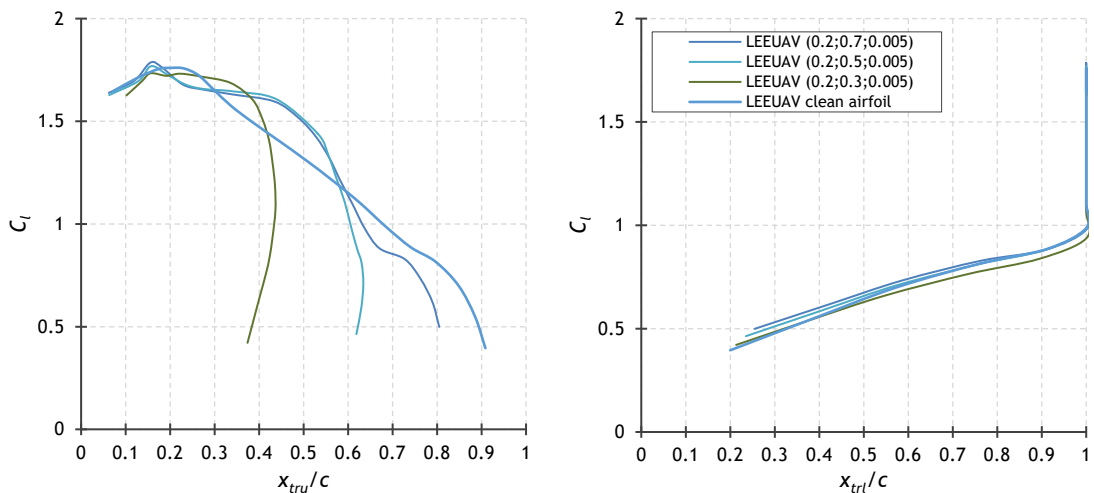 2
1.5
1
0.5
0
C_l
0 0.1 0.2 0.3 0.4 0.5 0.6 0.7 0.8 0.9 1
x_tru/c
LEEUAV (0.2;0.7;0.005)
LEEUAV (0.2;0.5;0.005)
LEEUAV (0.2;0.3;0.005)
LEEUAV clean airfoil
2
1.5
1
0.5
0
C_l
0 0.1 0.2 0.3 0.4 0.5 0.6 0.7 0.8 0.9 1
x_trl/c